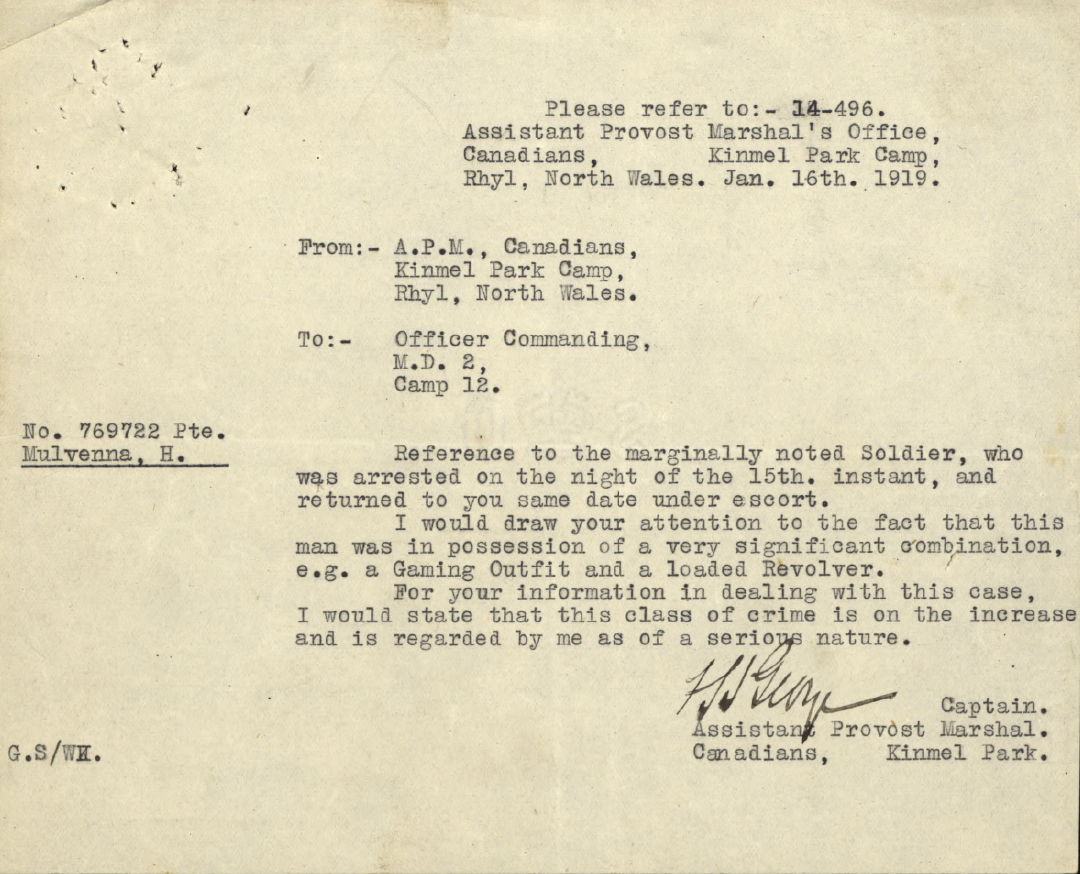 Please refer to:- 14-496.
Assistant Provost Marshal's Office,
Canadians, Kinmel Park Camp,
Rhyl, North Wales. Jan. 16th. 1919.
From:- A.P.M., Canadians,
Kinmel Park Camp,
Rhyl, North Wales.
To:- Officer Commanding,
M.D. 2,
Camp 12.
No. 769722 Pte.
Mulvenna, H.
Reference to the marginally noted Soldier, who
was arrested on the night of the 15th. instant, and
returned to you same date under escort.
I would draw your attention to the fact that this
man was in possession of a very significant combination,
e.g. a Gaming Outfit and a loaded Revolver.
For your information in dealing with this case,
I would state that this class of crime is on the increase
and is regarded by me as of a serious nature.
George
Captain.
Assistant Provost Marshal.
Canadians, Kinmel Park.
G.S/